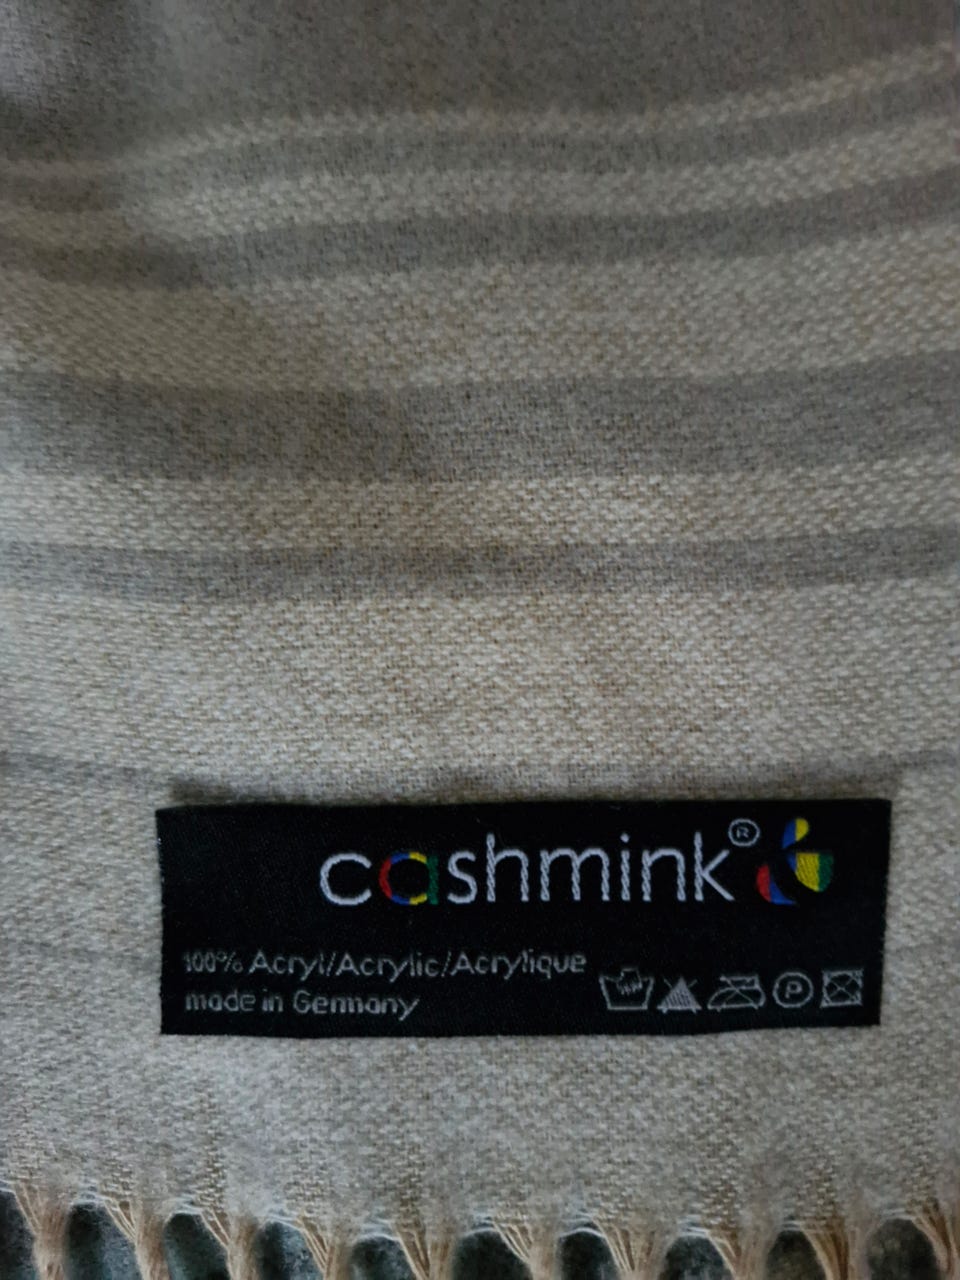 cashmink®
100% Acryl/Acrylic/Acrylique
made in Germany
P